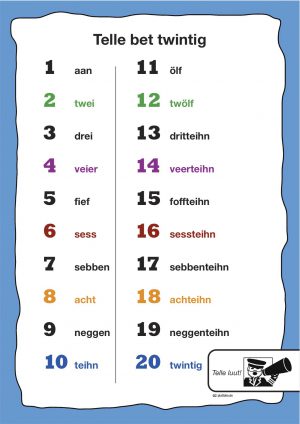 Telle bet twintig
1 aan
2 twei
3 drei
4 veier
5 fief
6 sess
7 sebben
8 acht
9 neggen
10 teihn
11 ölf
12 twölf
13 dritteihn
14 veerteihn
15 foffteihn
16 sessteihn
17 sebbenteihn
18 achteihn
19 neggenteihn
20 twintig
Telle luut!